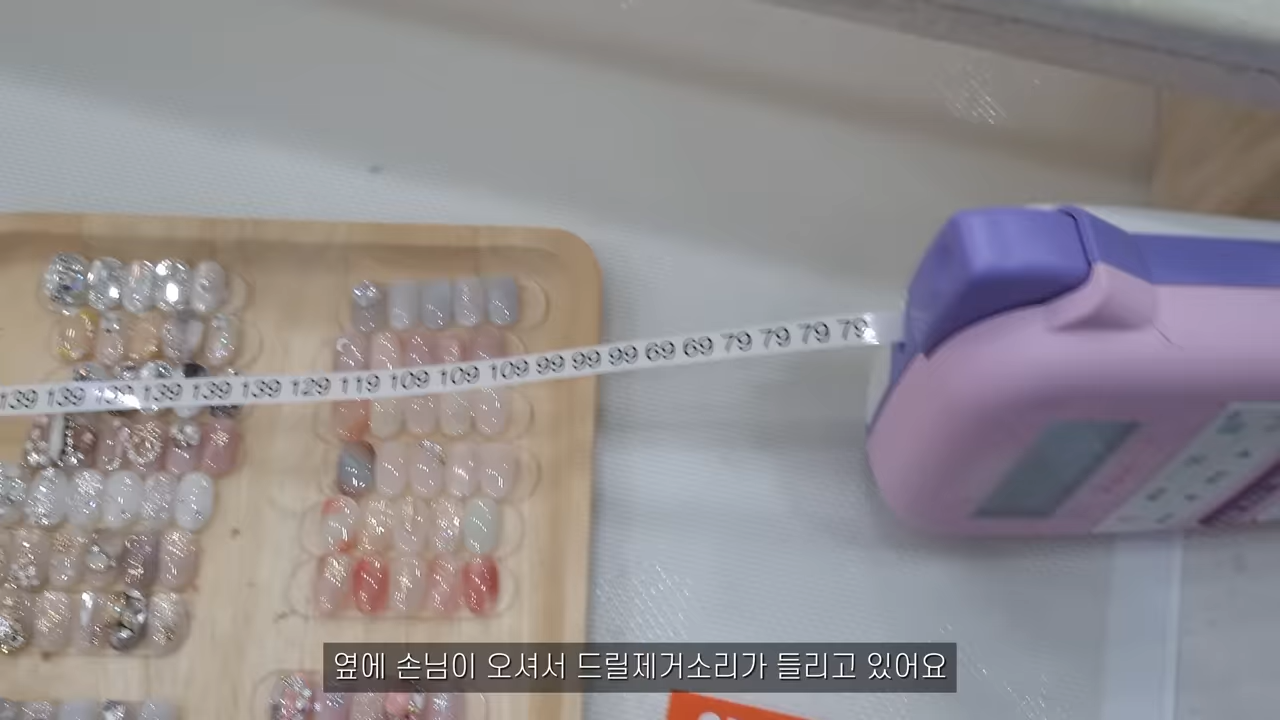 139 139 139 139 139 139 129 119 109 109 109 99 99 99 69 69 79 79 79 79
옆에 손님이 오셔서 드릴제거소리가 들리고 있어요